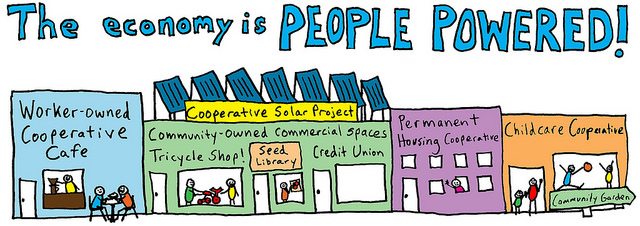 The economy is PEOPLE POWERED!
Worker-owned
Cooperative
Cafe
Cooperative Solar Project
Community-owned commercial spaces
Tricycle Shop!
Seed
Library
Credit Union
Permanent
Housing Cooperative
Childcare Cooperative
Community Garden